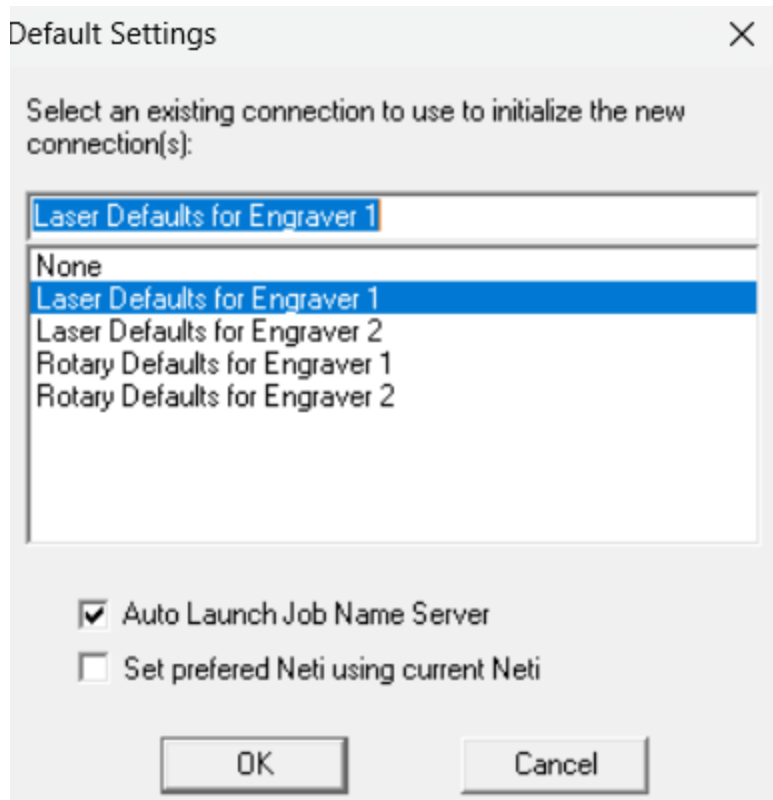 Default Settings
Select an existing connection to use to initialize the new
connection(s):
Laser Defaults for Engraver 1
None
Laser Defaults for Engraver 1
Laser Defaults for Engraver 2
Rotary Defaults for Engraver 1
Rotary Defaults for Engraver 2
Auto Launch Job Name Server
Set prefered Neti using current Neti
OK
Cancel